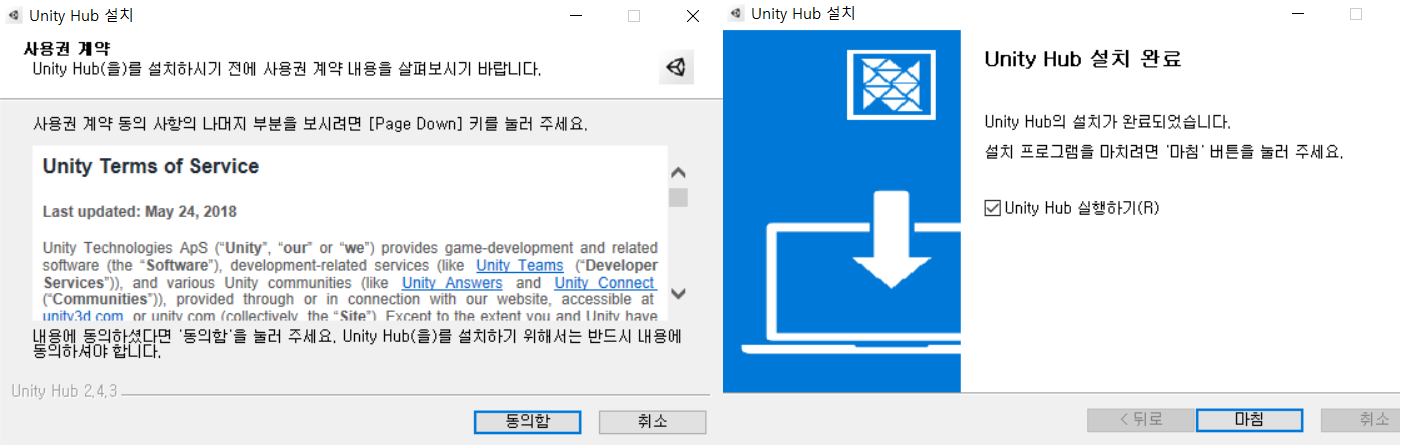 Unity Hub 설치
사용권 계약
Unity Hub(을)를 설치하시기 전에 사용권 계약 내용을 살펴보시기 바랍니다.
사용권 계약 동의 사항의 나머지 부분을 보시려면 [Page Down] 키를 눌러 주세요.
Unity Terms of Service
Last updated: May 24, 2018
Unity Technologies ApS (“Unity”, “our” or “we”) provides game-development and related
software (the “Software”), development-related services (like Unity Teams (“Developer
Services”)), and various Unity communities (like Unity Answers and Unity Connect
(“Communities”)), provided through or in connection with our website, accessible at
unity3d.com or unity.com (collectively, the “Site”). Except to the extent you and Unity have
내용에 동의하셨다면 '동의함'을 눌러 주세요. Unity Hub(을)를 설치하기 위해서는 반드시 내용에
동의하셔야 합니다.
Unity Hub 2.4.3
동의함
취소
Unity Hub 설치
Unity Hub 설치 완료
Unity Hub의 설치가 완료되었습니다.
설치 프로그램을 마치려면 '마침' 버튼을 눌러 주세요.
Unity Hub 실행하기(R)
< 뒤로
마침
취소